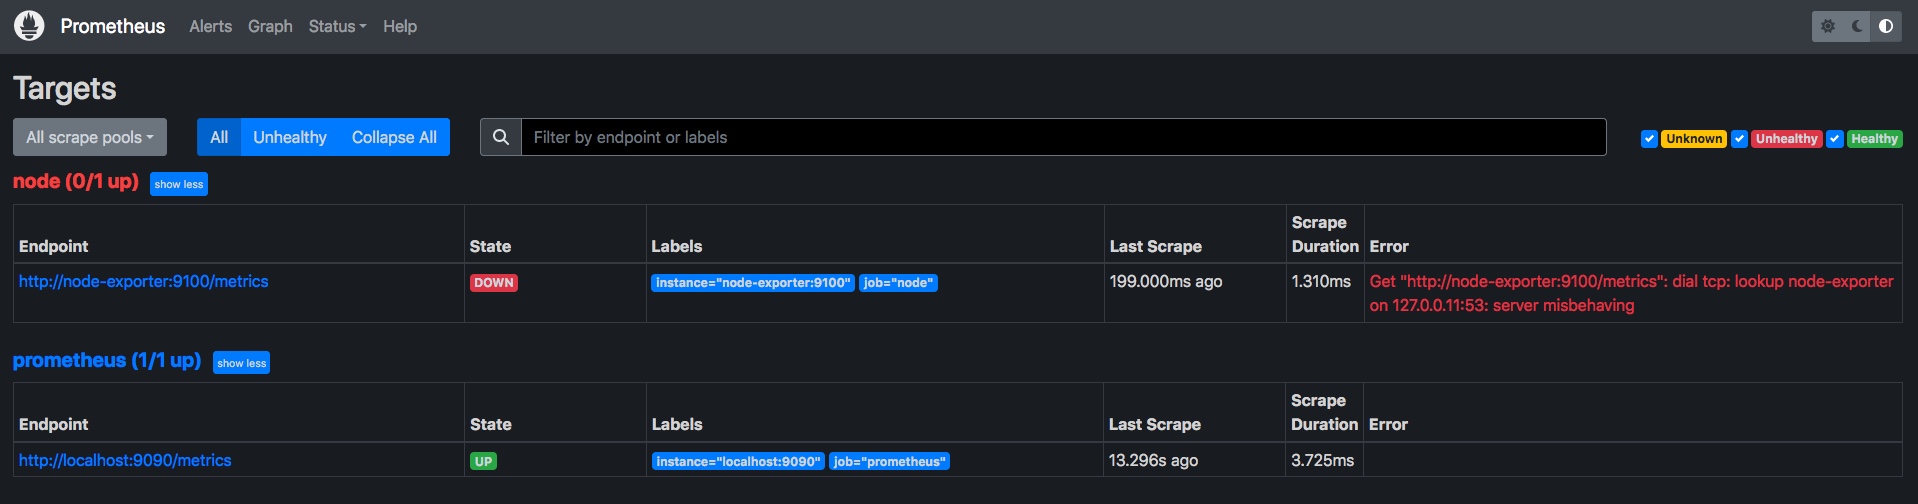 Prometheus Alerts Graph Status Help
Targets
All scrape pools All Unhealthy Collapse All Filter by endpoint or labels Unknown Unhealthy Healthy
node (0/1 up) show less
Endpoint State Labels Last Scrape Scrape Duration Error
http://node-exporter:9100/metrics DOWN instance="node-exporter:9100" job="node" 199.000ms ago 1.310ms Get "http://node-exporter:9100/metrics": dial tcp: lookup node-exporter
on 127.0.0.11:53: server misbehaving
prometheus (1/1 up) show less
Endpoint State Labels Last Scrape Scrape Duration Error
http://localhost:9090/metrics UP instance="localhost:9090" job="prometheus" 13.296s ago 3.725ms